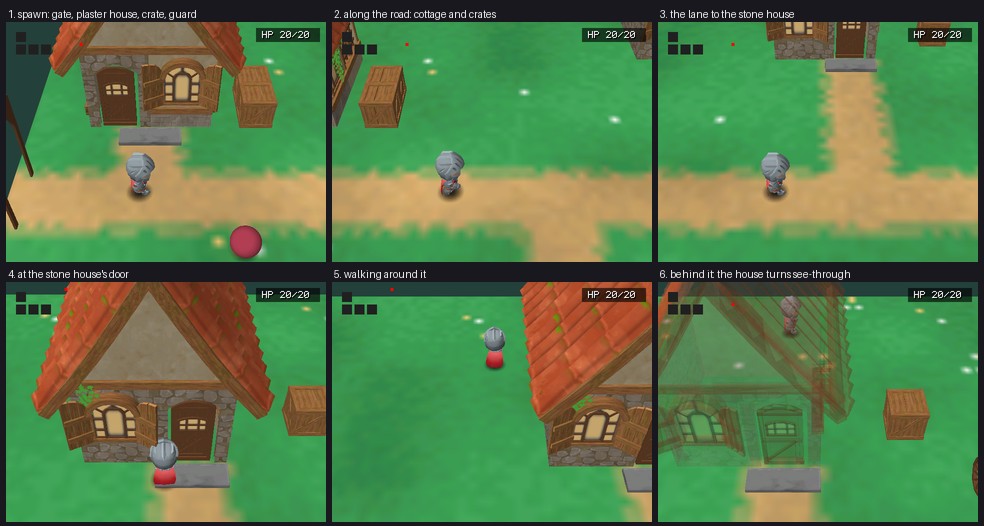 1. spawn: gate, plaster house, crate, guard
HP 20/20
2. along the road: cottage and crates
HP 20/20
3. the lane to the stone house
HP 20/20
4. at the stone house's door
HP 20/20
5. walking around it
HP 20/20
6. behind it the house turns see-through
HP 20/20